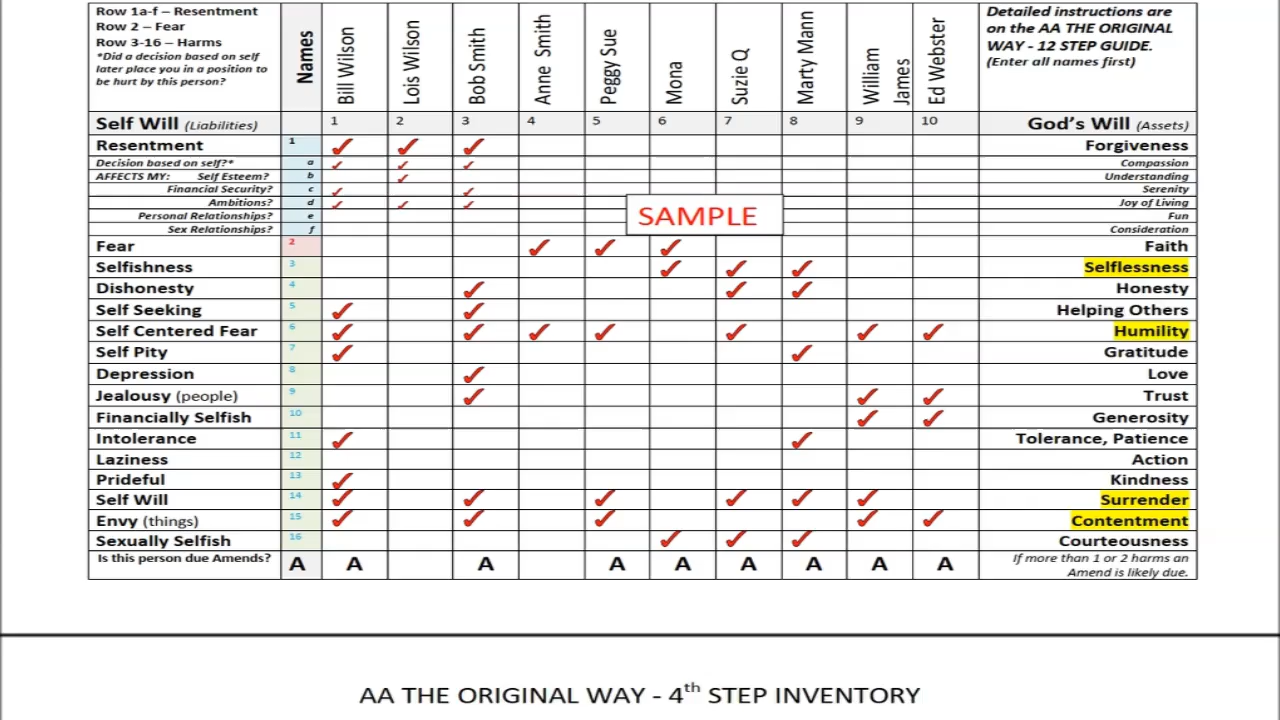 Row 1a-f – Resentment
Row 2 – Fear
Row 3-16 – Harms
*Did a decision based on self
later place you in a position to
be hurt by this person?
Names
Bill Wilson
Lois Wilson
Bob Smith
Anne Smith
Peggy Sue
Mona
Suzie Q
Marty Mann
William
James
Ed Webster
Detailed instructions are
on the AA THE ORIGINAL
WAY - 12 STEP GUIDE.
(Enter all names first)
Self Will (Liabilities) 1 2 3 4 5 6 7 8 9 10 God's Will (Assets)
Resentment 1 ✓ ✓ ✓ Forgiveness
Decision based on self?* a ✓ ✓ ✓ Compassion
AFFECTS MY: Self Esteem? b ✓ Understanding
Financial Security? c ✓ ✓ Serenity
Ambitions? d ✓ ✓ ✓ Joy of Living
Personal Relationships? e Fun
SAMPLE
Sex Relationships? f Consideration
Fear 2 ✓ ✓ ✓ Faith
Selfishness 3 ✓ ✓ ✓ Selflessness
Dishonesty 4 ✓ ✓ ✓ Honesty
Self Seeking 5 ✓ ✓ Helping Others
Self Centered Fear 6 ✓ ✓ ✓ ✓ ✓ ✓ ✓ Humility
Self Pity 7 ✓ ✓ Gratitude
Depression 8 ✓ Love
Jealousy (people) 9 ✓ ✓ ✓ Trust
Financially Selfish 10 ✓ ✓ Generosity
Intolerance 11 ✓ ✓ Tolerance, Patience
Laziness 12 Action
Prideful 13 ✓ Kindness
Self Will 14 ✓ ✓ ✓ ✓ ✓ ✓ Surrender
Envy (things) 15 ✓ ✓ ✓ ✓ ✓ Contentment
Sexually Selfish 16 ✓ ✓ ✓ Courteousness
Is this person due Amends? A A A A A A A A A If more than 1 or 2 harms an
Amend is likely due.
AA THE ORIGINAL WAY - 4th STEP INVENTORY